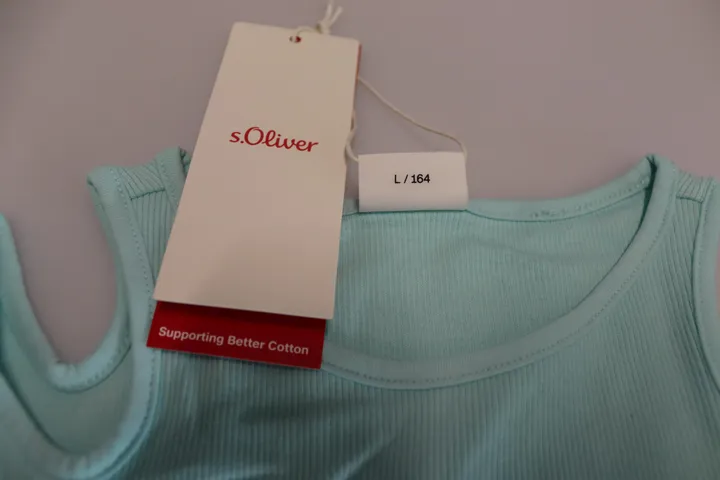 s.Oliver
L / 164
Supporting Better Cotton